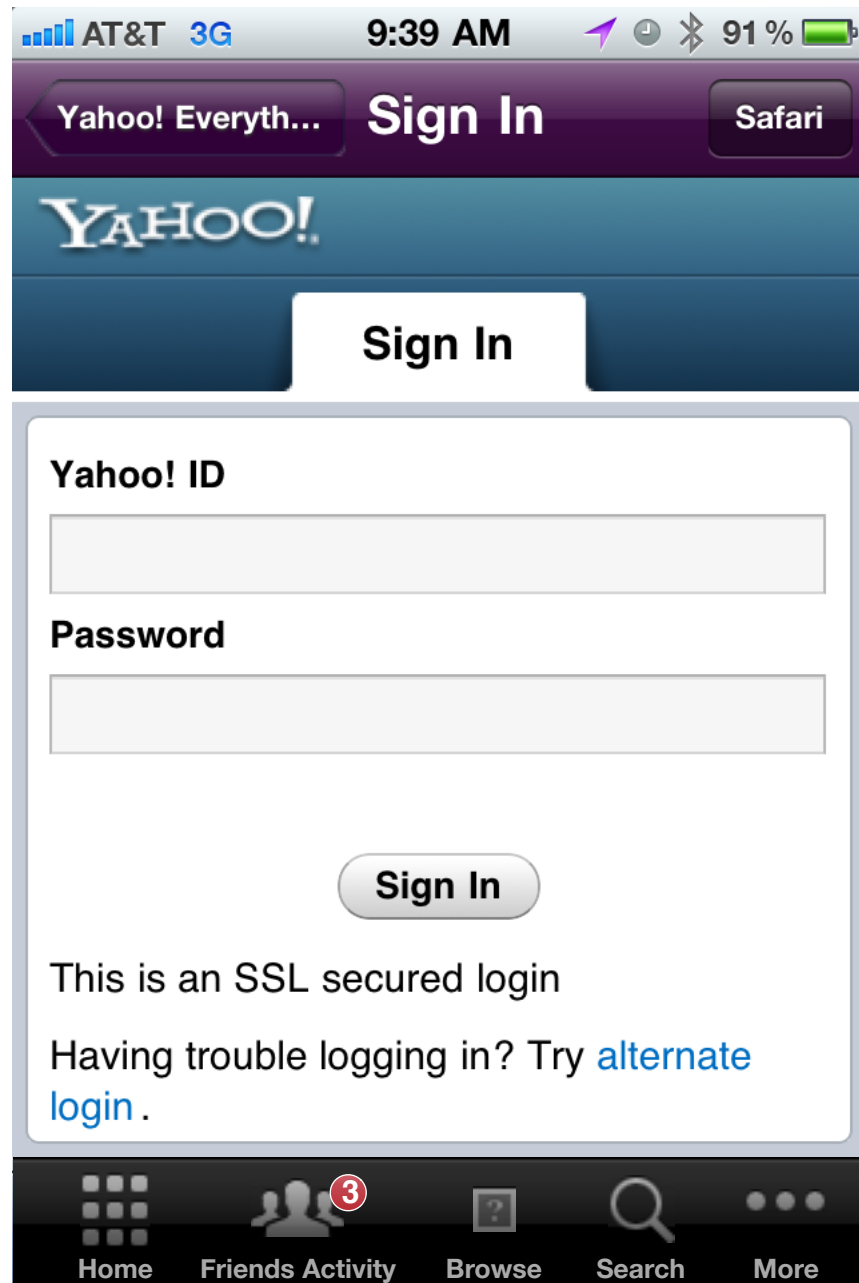 AT&T 3G 9:39 AM 91 %
Yahoo! Everyth... Sign In Safari
YAHOO!
Sign In
Yahoo! ID
Password
Sign In
This is an SSL secured login
Having trouble logging in? Try alternate
login .
3
?
Home Friends Activity Browse Search More